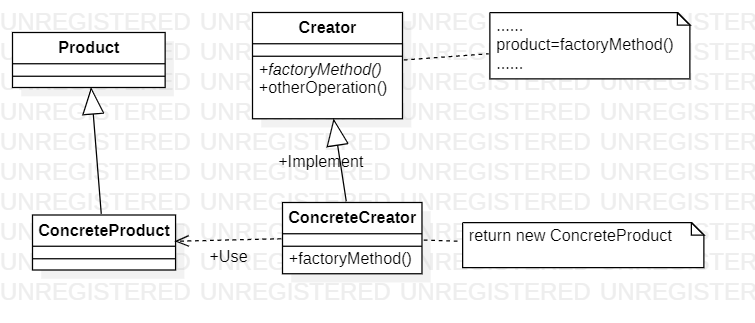 Product
Creator
+factoryMethod()
+otherOperation()
......
product=factoryMethod()
......
+Implement
ConcreteProduct
+Use
ConcreteCreator
+factoryMethod()
return new ConcreteProduct
UNREGISTERED UNREGISTERED UNREGISTERED UNREGISTERED
UNREGISTERED UNREGISTERED UNREGISTERED UNREGISTERED
UNREGISTERED UNREGISTERED UNREGISTERED UNREGISTERED
UNREGISTERED UNREGISTERED UNREGISTERED UNREGISTERED
UNREGISTERED UNREGISTERED UNREGISTERED UNREGISTERED
UNREGISTERED UNREGISTERED UNREGISTERED UNREGISTERED
UNREGISTERED UNREGISTERED UNREGISTERED UNREGISTERED
UNREGISTERED UNREGISTERED UNREGISTERED UNREGISTERED
UNREGISTERED UNREGISTERED UNREGISTERED UNREGISTERED
UNREGISTERED UNREGISTERED UNREGISTERED UNREGISTERED